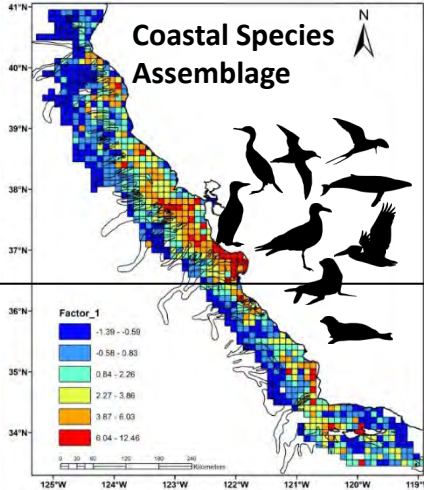 Coastal Species
Assemblage
N
41°N
40°N
39°N
38°N
37°N
36°N
35°N
34°N
Factor_1
-1.39 - -0.59
-0.58 - 0.83
0.84 - 2.26
2.27 - 3.86
3.87 - 6.03
6.04 - 12.46
0 30 60 120 180 240
Kilometers
125°W
124°W
123°W
122°W
121°W
120°W
119°W